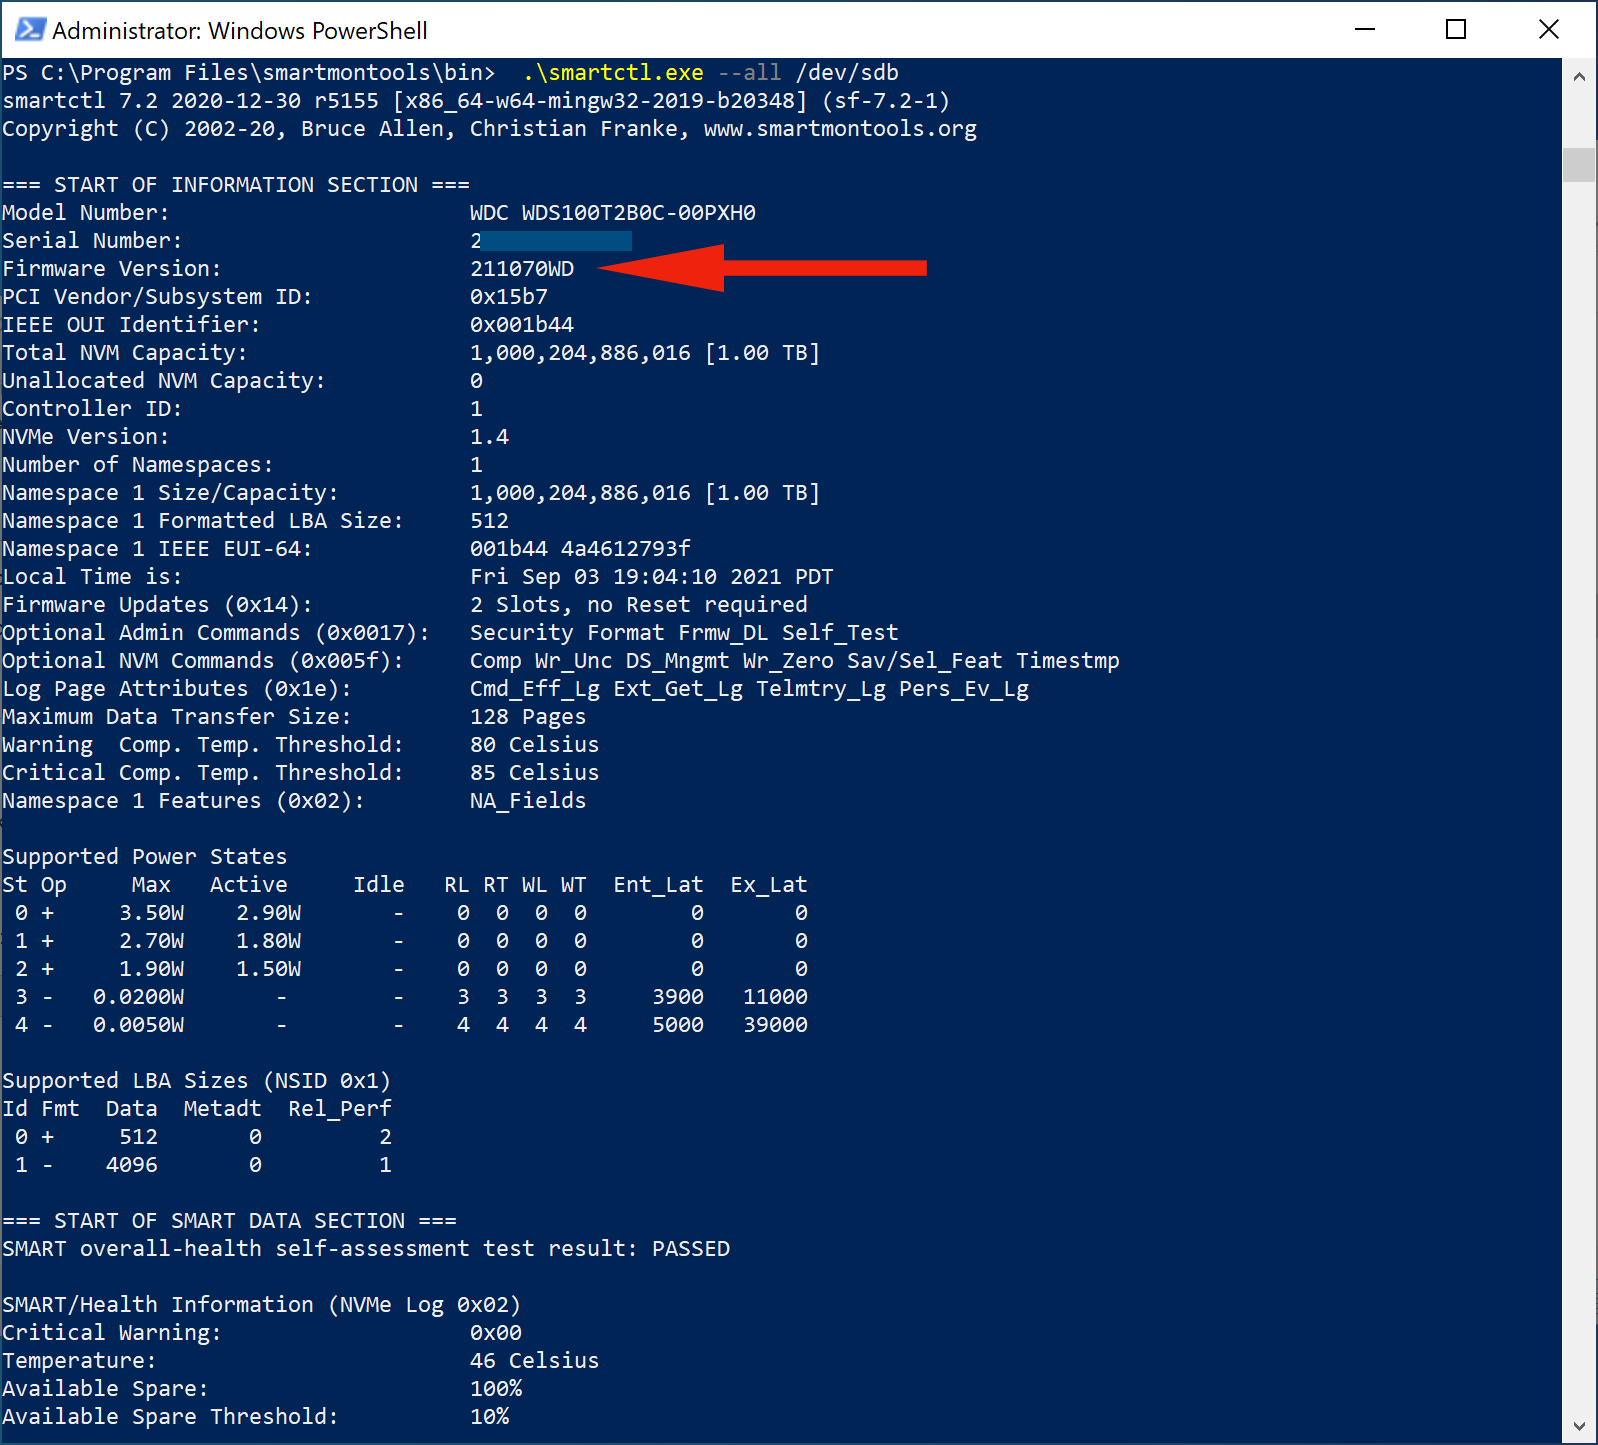 Administrator: Windows PowerShell
PS C:\Program Files\smartmontools\bin>  .\smartctl.exe --all /dev/sdb
smartctl 7.2 2020-12-30 r5155 [x86_64-w64-mingw32-2019-b20348] (sf-7.2-1)
Copyright (C) 2002-20, Bruce Allen, Christian Franke, www.smartmontools.org
=== START OF INFORMATION SECTION ===
Model Number:                       WDC WDS100T2B0C-00PXH0
Serial Number:                      2
Firmware Version:                   211070WD
PCI Vendor/Subsystem ID:            0x15b7
IEEE OUI Identifier:                0x001b44
Total NVM Capacity:                 1,000,204,886,016 [1.00 TB]
Unallocated NVM Capacity:           0
Controller ID:                      1
NVMe Version:                       1.4
Number of Namespaces:               1
Namespace 1 Size/Capacity:          1,000,204,886,016 [1.00 TB]
Namespace 1 Formatted LBA Size:     512
Namespace 1 IEEE EUI-64:            001b44 4a4612793f
Local Time is:                      Fri Sep 03 19:04:10 2021 PDT
Firmware Updates (0x14):            2 Slots, no Reset required
Optional Admin Commands (0x0017):   Security Format Frmw_DL Self_Test
Optional NVM Commands (0x005f):     Comp Wr_Unc DS_Mngmt Wr_Zero Sav/Sel_Feat Timestmp
Log Page Attributes (0x1e):         Cmd_Eff_Lg Ext_Get_Lg Telmtry_Lg Pers_Ev_Lg
Maximum Data Transfer Size:         128 Pages
Warning  Comp. Temp. Threshold:     80 Celsius
Critical Comp. Temp. Threshold:     85 Celsius
Namespace 1 Features (0x02):        NA_Fields
Supported Power States
St Op     Max   Active     Idle   RL RT WL WT  Ent_Lat  Ex_Lat
 0 +     3.50W    2.90W       -    0  0  0  0        0       0
 1 +     2.70W    1.80W       -    0  0  0  0        0       0
 2 +     1.90W    1.50W       -    0  0  0  0        0       0
 3 -   0.0200W       -        -    3  3  3  3     3900   11000
 4 -   0.0050W       -        -    4  4  4  4     5000   39000
Supported LBA Sizes (NSID 0x1)
Id Fmt  Data  Metadt  Rel_Perf
 0 +     512       0         2
 1 -    4096       0         1
=== START OF SMART DATA SECTION ===
SMART overall-health self-assessment test result: PASSED
SMART/Health Information (NVMe Log 0x02)
Critical Warning:                   0x00
Temperature:                        46 Celsius
Available Spare:                    100%
Available Spare Threshold:          10%